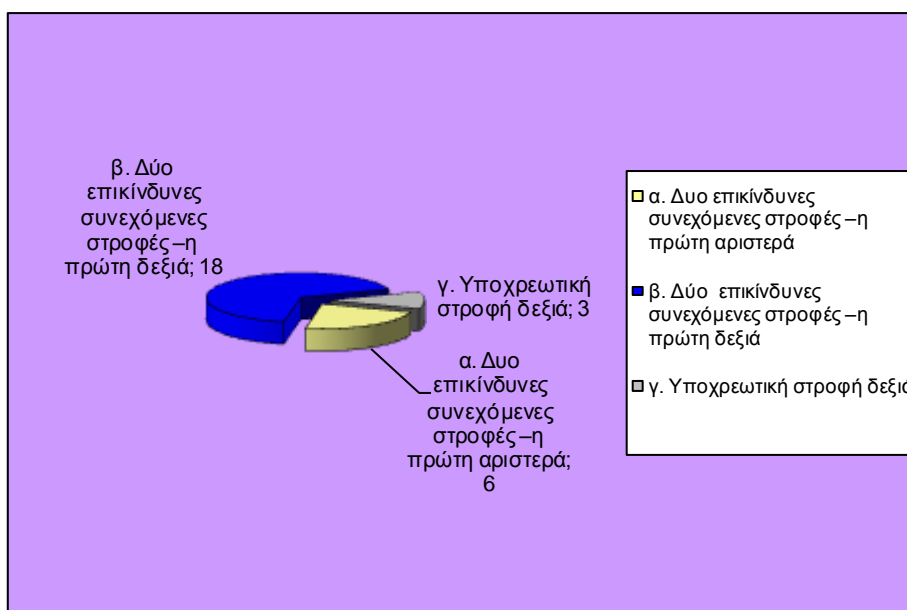 β. Δύο
επικίνδυνες
συνεχόμενες
στροφές –η
πρώτη δεξιά; 18
γ. Υποχρεωτική
στροφή δεξιά; 3
α. Δυο
επικίνδυνες
συνεχόμενες
στροφές –η
πρώτη αριστερά;
6
α. Δυο επικίνδυνες
συνεχόμενες στροφές –η
πρώτη αριστερά
β. Δύο επικίνδυνες
συνεχόμενες στροφές –η
πρώτη δεξιά
γ. Υποχρεωτική στροφή δεξιά